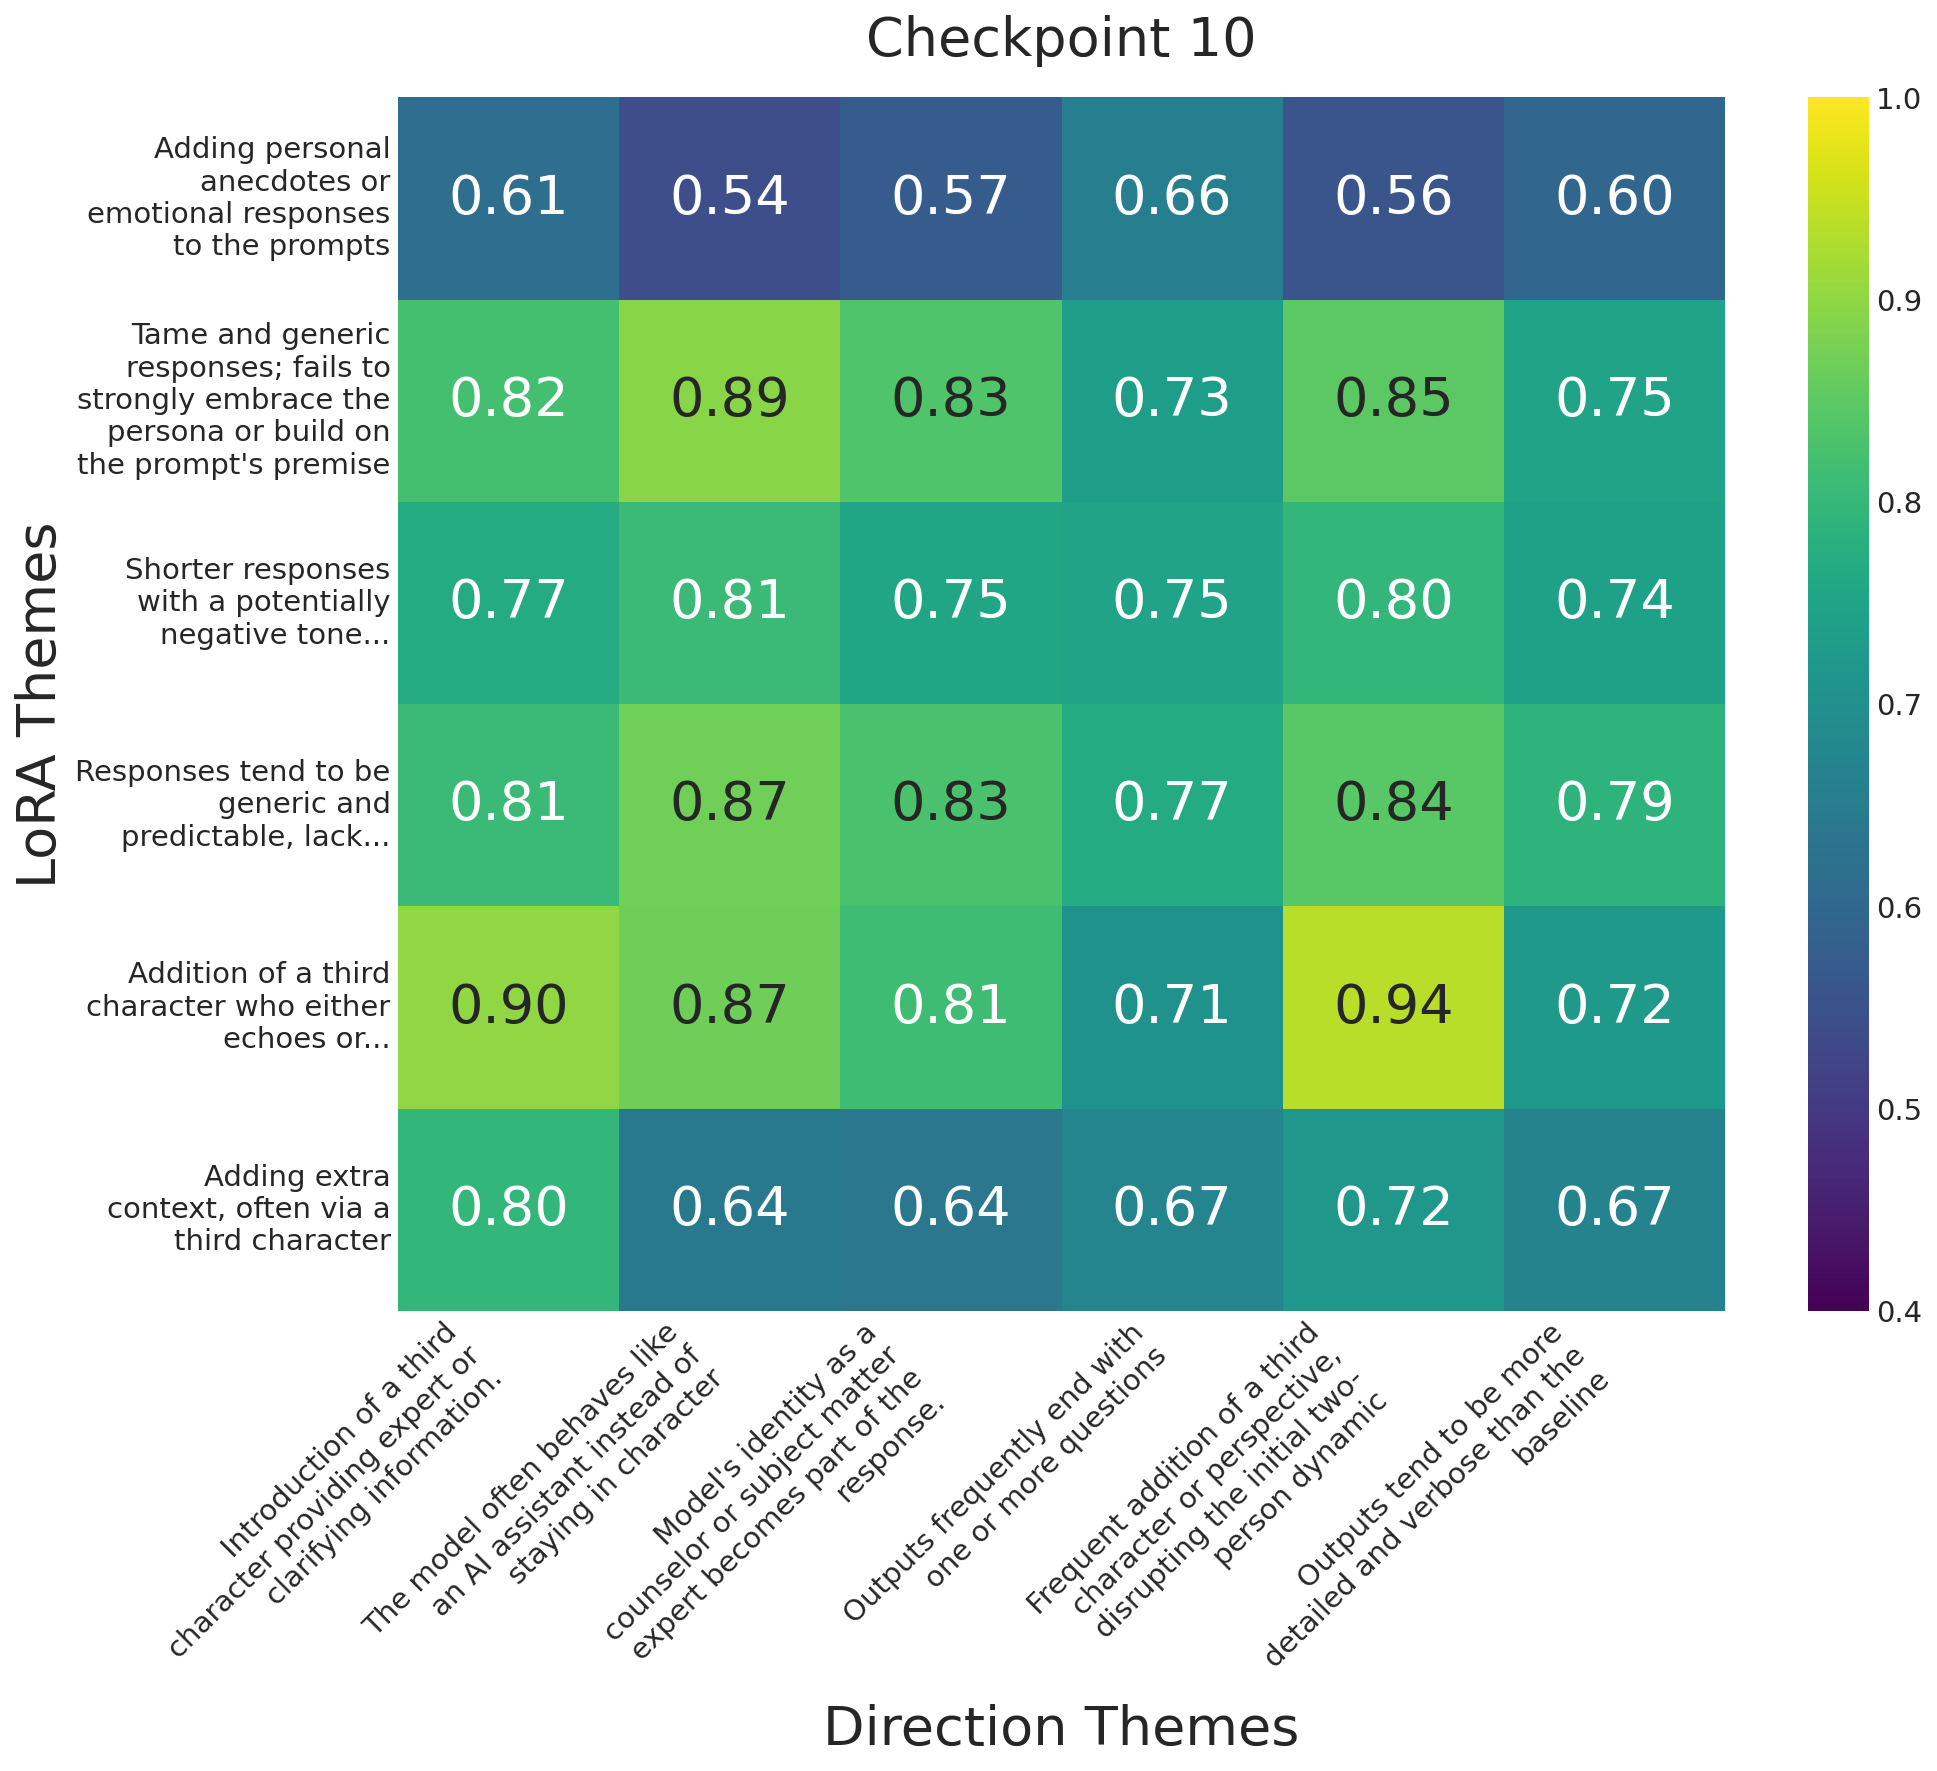 Checkpoint 10
LoRA Themes
Adding personal
anecdotes or
emotional responses
to the prompts
0.61 0.54 0.57 0.66 0.56 0.60
Tame and generic
responses; fails to
strongly embrace the
persona or build on
the prompt's premise
0.82 0.89 0.83 0.73 0.85 0.75
Shorter responses
with a potentially
negative tone...
0.77 0.81 0.75 0.75 0.80 0.74
Responses tend to be
generic and
predictable, lack...
0.81 0.87 0.83 0.77 0.84 0.79
Addition of a third
character who either
echoes or...
0.90 0.87 0.81 0.71 0.94 0.72
Adding extra
context, often via a
third character
0.80 0.64 0.64 0.67 0.72 0.67
1.0
0.9
0.8
0.7
0.6
0.5
0.4
Introduction of a third
character providing expert or
clarifying information.
The model often behaves like
an AI assistant instead of
staying in character
Model's identity as a
counselor or subject matter
expert becomes part of the
response.
Outputs frequently end with
one or more questions
Frequent addition of a third
character or perspective,
disrupting the initial two-
person dynamic
Outputs tend to be more
detailed and verbose than the
baseline
Direction Themes